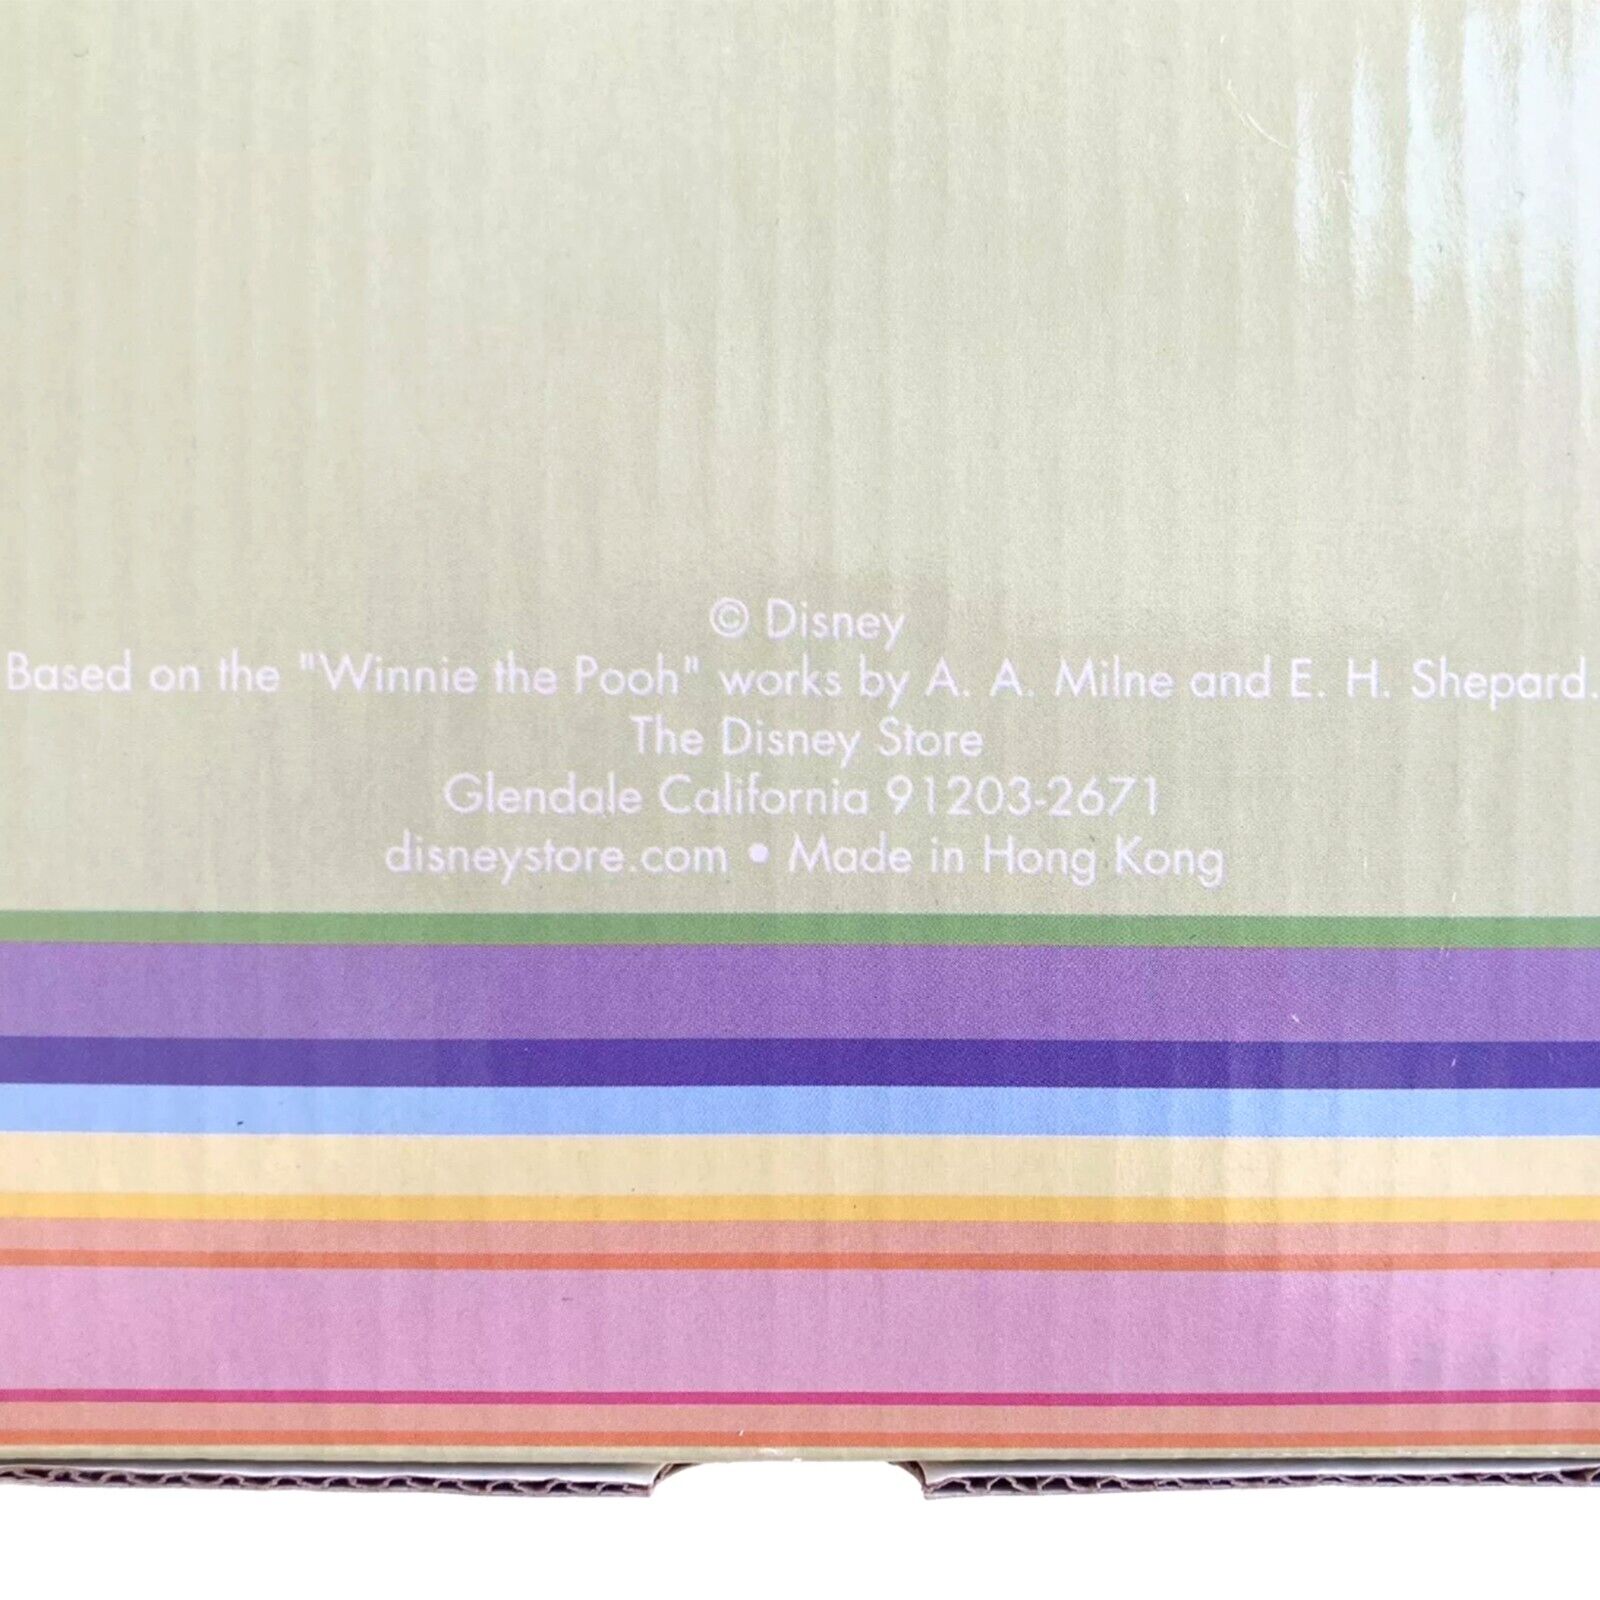 © Disney
Based on the "Winnie the Pooh" works by A. A. Milne and E. H. Shepard.
The Disney Store
Glendale California 91203-2671
disneystore.com • Made in Hong Kong